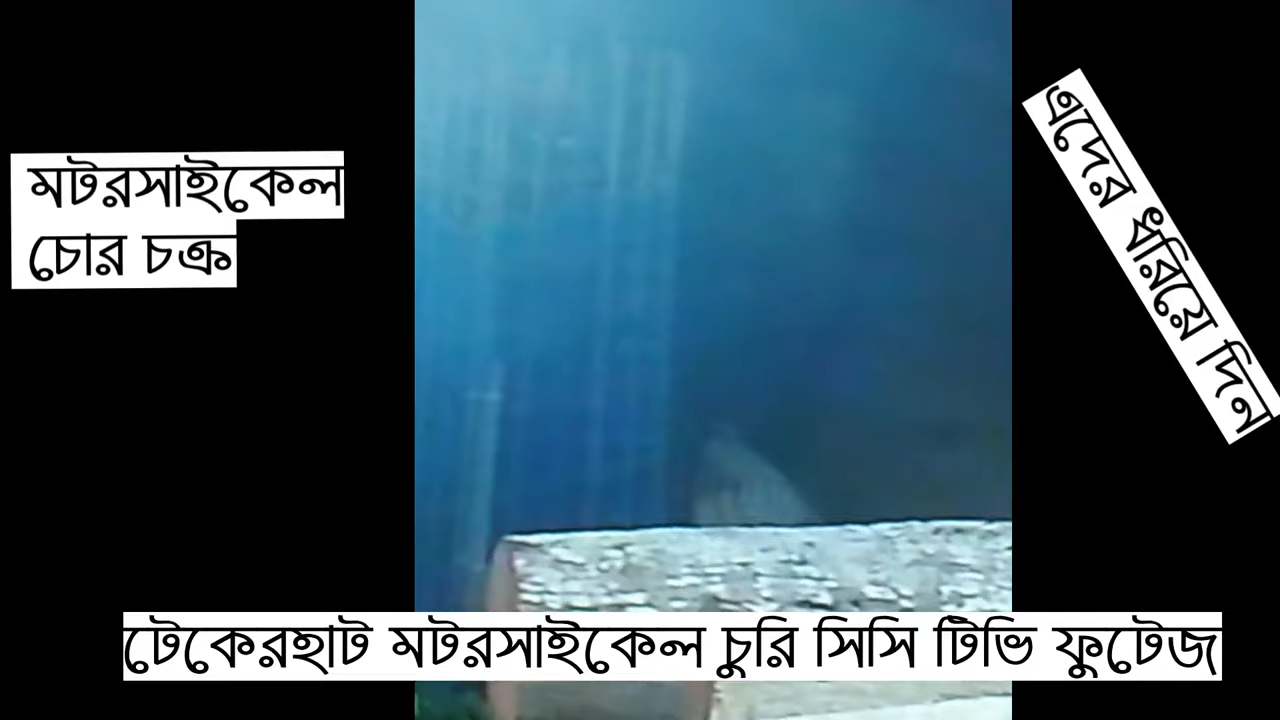 মটরসাইকেল
চোর চক্র
এদের ধরিয়ে দিন
টেকেরহাট মটরসাইকেল চুরি সিসি টিভি ফুটেজ